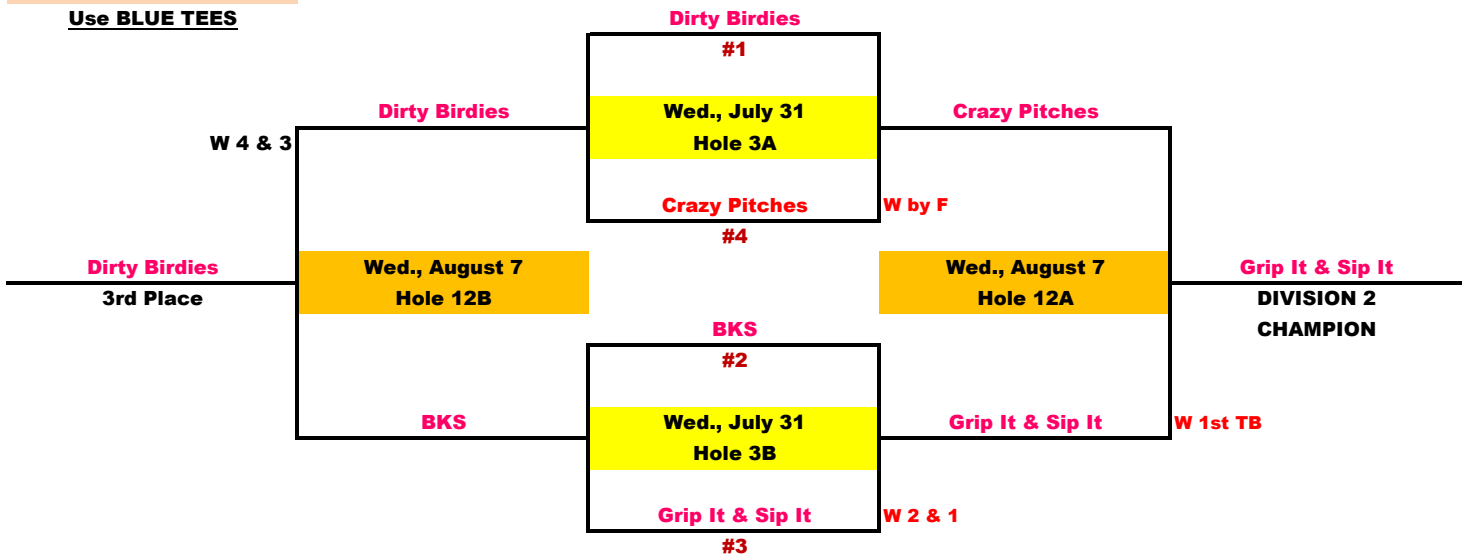 Use BLUE TEES
Dirty Birdies
#1
Dirty Birdies
Wed., July 31
Crazy Pitches
W 4 & 3
Hole 3A
Crazy Pitches
W by F
#4
Dirty Birdies
Wed., August 7
Wed., August 7
Grip It & Sip It
3rd Place
Hole 12B
Hole 12A
DIVISION 2
BKS
CHAMPION
#2
BKS
Wed., July 31
Grip It & Sip It
W 1st TB
Hole 3B
Grip It & Sip It
W 2 & 1
#3